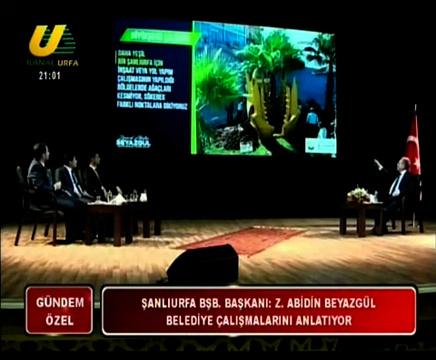 KANAL URFA
21:01
DAHA YEŞİL
BİR ŞANLIURFA İÇİN
İNŞAAT VEYA YOL YAPIM
ÇALIŞMASININ YAPILDIĞI
BÖLGELERDE AĞAÇLARI
KESMİYOR, SÖKEREK
FARKLI NOKTALARA DİKİYORUZ
BEYAZGÜL
GÜNDEM
ÖZEL
ŞANLIURFA BŞB. BAŞKANI: Z. ABİDİN BEYAZGÜL
BELEDİYE ÇALIŞMALARINI ANLATIYOR